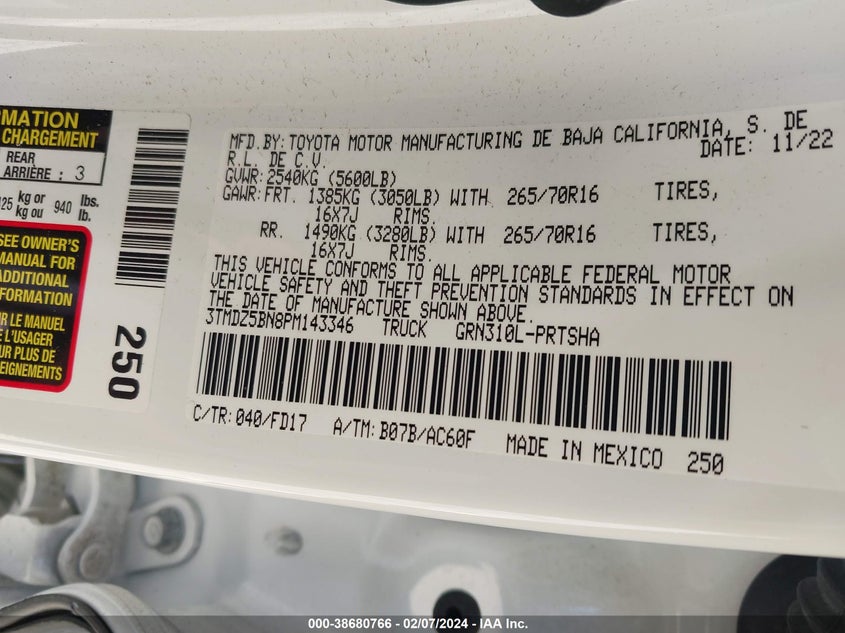 RMATION
CHARGEMENT
REAR
ARRIÈRE : 3
425 kg or kg ou 940 lbs. lb.
SEE OWNER'S
MANUAL FOR
ADDITIONAL
INFORMATION
LE MANUEL
L'USAGER
PLUS DE
250
MFD.BY: TOYOTA MOTOR MANUFACTURING DE BAJA CALIFORNIA, S. DE
R.L. DE C.V. DATE: 11/22
GVWR: 2540KG (5600LB)
GAWR: FRT. 1385KG (3050LB) WITH 265/70R16 TIRES,
16X7J RIMS.
RR. 1490KG (3280LB) WITH 265/70R16 TIRES,
16X7J RIMS.
THIS VEHICLE CONFORMS TO ALL APPLICABLE FEDERAL MOTOR
VEHICLE SAFETY AND THEFT PREVENTION STANDARDS IN EFFECT ON
THE DATE OF MANUFACTURE SHOWN ABOVE.
3TMDZ5BN8PM143346 TRUCK GRN310L-PRTSHA
C/TR: 040/FD17 A/TM: B07B/AC60F MADE IN MEXICO 250
000-38680766 — 02/07/2024 — IAA Inc.